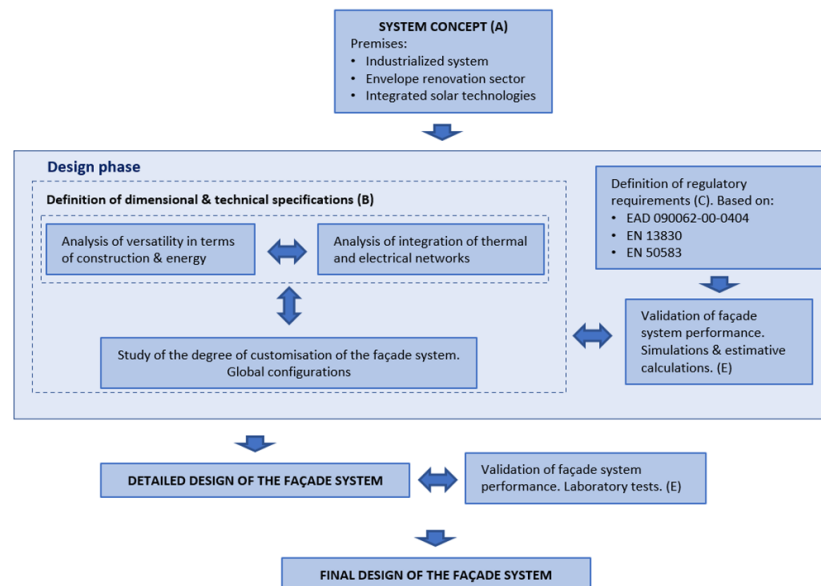 SYSTEM CONCEPT (A)
Premises:
• Industrialized system
• Envelope renovation sector
• Integrated solar technologies
Design phase
Definition of dimensional & technical specifications (B)
Analysis of versatility in terms
of construction & energy
Analysis of integration of thermal
and electrical networks
Study of the degree of customisation of the façade system.
Global configurations
Definition of regulatory
requirements (C). Based on:
• EAD 090062-00-0404
• EN 13830
• EN 50583
Validation of façade
system performance.
Simulations & estimative
calculations. (E)
DETAILED DESIGN OF THE FAÇADE SYSTEM
Validation of façade system
performance. Laboratory tests. (E)
FINAL DESIGN OF THE FAÇADE SYSTEM